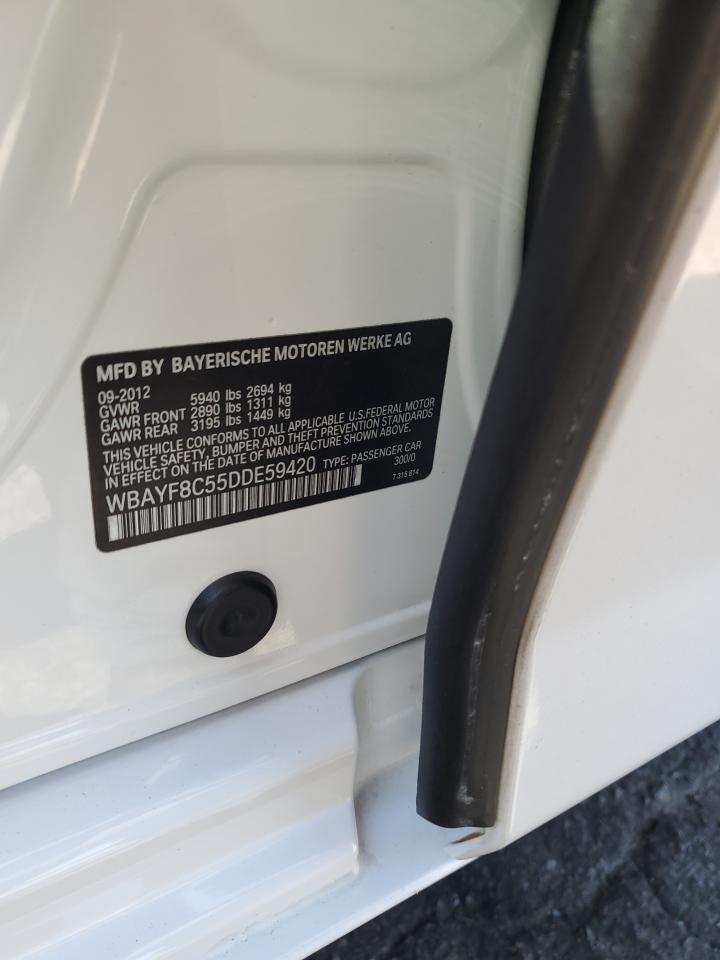 MFD BY BAYERISCHE MOTOREN WERKE AG
09-2012
GVWR 5940 lbs 2694 kg
GAWR FRONT 2890 lbs 1311 kg
GAWR REAR 3195 lbs 1449 kg
THIS VEHICLE CONFORMS TO ALL APPLICABLE U.S.FEDERAL MOTOR
VEHICLE SAFETY, BUMPER AND THEFT PREVENTION STANDARDS
IN EFFECT ON THE DATE OF MANUFACTURE SHOWN ABOVE.
WBAYF8C55DDE59420 TYPE: PASSENGER CAR
300/0
7 315 814